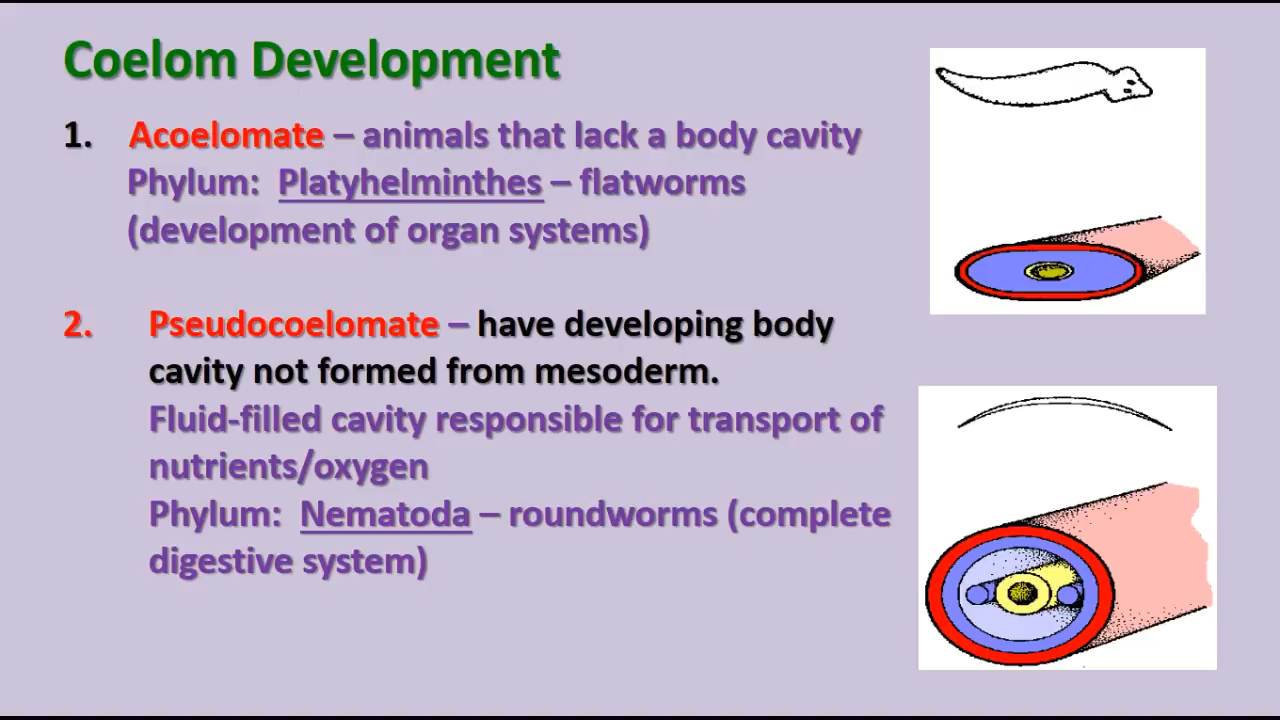 Coelom Development
1. Acoelomate – animals that lack a body cavity
Phylum: Platyhelminthes – flatworms
(development of organ systems)
2. Pseudocoelomate – have developing body
cavity not formed from mesoderm.
Fluid-filled cavity responsible for transport of
nutrients/oxygen
Phylum: Nematoda – roundworms (complete
digestive system)